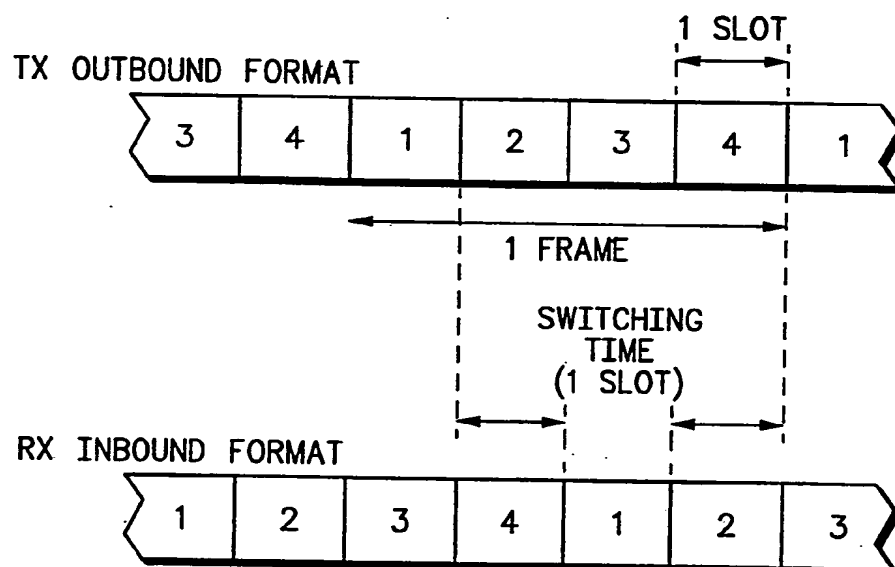 1 SLOT
TX OUTBOUND FORMAT
3 4 1 2 3 4 1
1 FRAME
SWITCHING
TIME
(1 SLOT)
RX INBOUND FORMAT
1 2 3 4 1 2 3